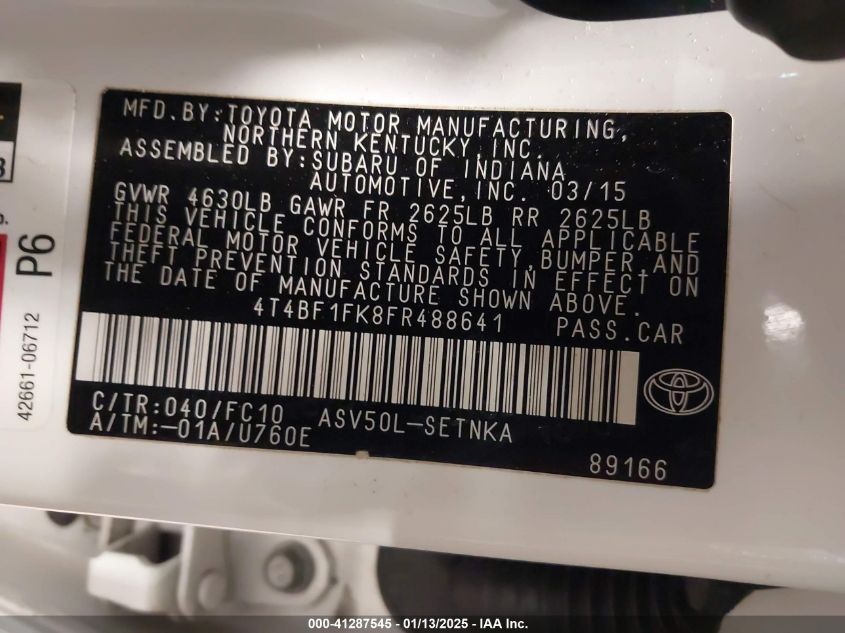 MFD.BY:TOYOTA MOTOR MANUFACTURING,
NORTHERN KENTUCKY,INC.
ASSEMBLED BY:SUBARU OF INDIANA
AUTOMOTIVE,INC. 03/15
GVWR 4630LB GAWR FR 2625LB RR 2625LB
THIS VEHICLE CONFORMS TO ALL APPLICABLE
FEDERAL MOTOR VEHICLE SAFETY,BUMPER,AND
THEFT PREVENTION STANDARDS IN EFFECT ON
THE DATE OF MANUFACTURE SHOWN ABOVE.
4T4BF1FK8FR488641 PASS.CAR
C/TR:040/FC10 ASV50L-SETNKA
A/TM:-01A/U760E
89166
P6
42661-06712
000-41287545 - 01/13/2025 - IAA Inc.